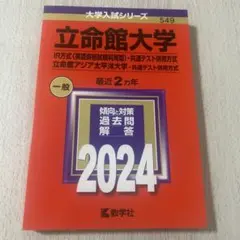 大学入試シリーズ
549
立命館大学
IR方式〈英語資格試験利用型〉・共通テスト併用方式
立命館アジア太平洋大学・共通テスト併用方式
一般
最近2カ年
傾向と対策
過去問
解答
2024
教学社